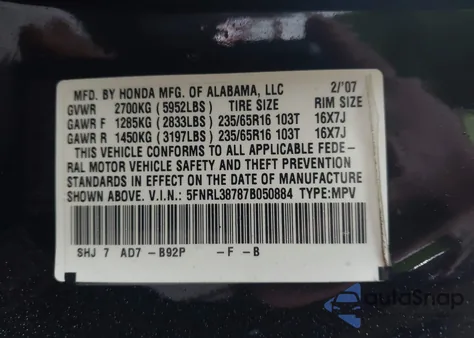 MFD. BY HONDA MFG. OF ALABAMA, LLC 2/'07
GVWR 2700KG (5952LBS) TIRE SIZE RIM SIZE
GAWR F 1285KG (2833LBS) 235/65R16 103T 16X7J
GAWR R 1450KG (3197LBS) 235/65R16 103T 16X7J
THIS VEHICLE CONFORMS TO ALL APPLICABLE FEDE-
RAL MOTOR VEHICLE SAFETY AND THEFT PREVENTION
STANDARDS IN EFFECT ON THE DATE OF MANUFACTURE
SHOWN ABOVE. V.I.N.: 5FNRL38787B050884 TYPE:MPV
SHJ 7 AD7 -B92P -F -B
autoSnap